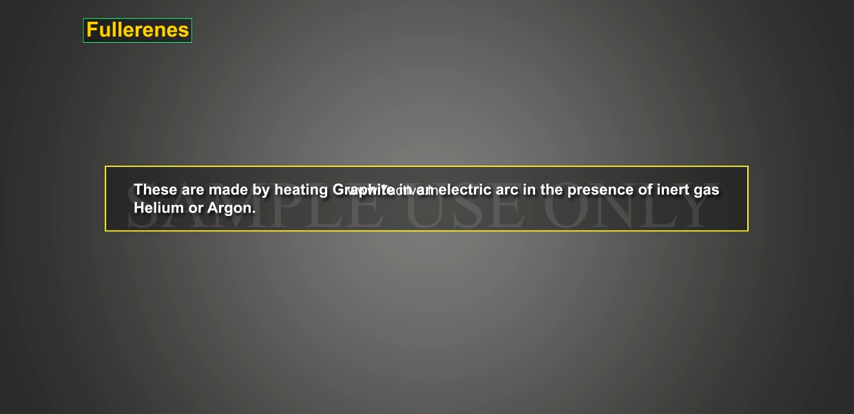 Fullerenes
These are made by heating Graphite in an electric arc in the presence of inert gas
Helium or Argon.
SAMPLE USE ONLY